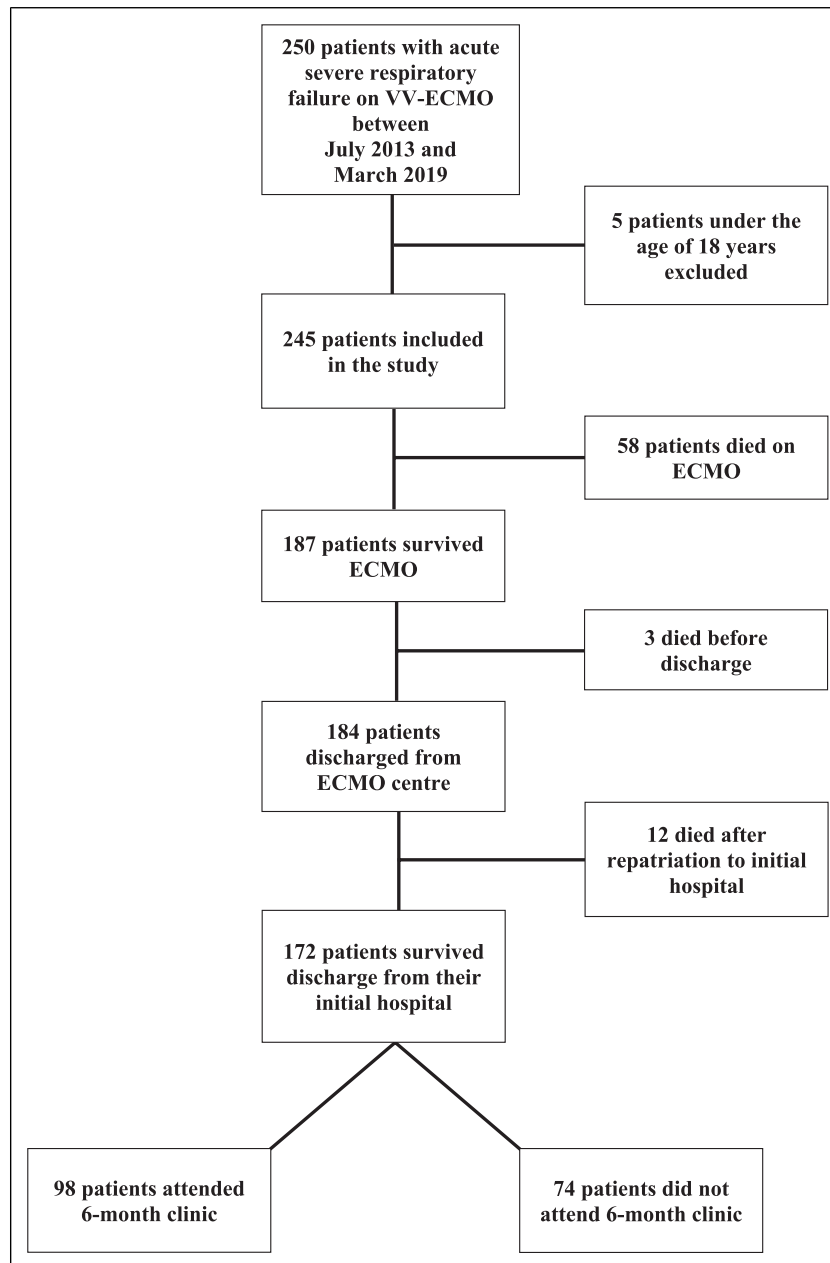 250 patients with acute
severe respiratory
failure on VV-ECMO
between
July 2013 and
March 2019
5 patients under the
age of 18 years
excluded
245 patients included
in the study
58 patients died on
ECMO
187 patients survived
ECMO
3 died before
discharge
184 patients
discharged from
ECMO centre
12 died after
repatriation to initial
hospital
172 patients survived
discharge from their
initial hospital
98 patients attended
6-month clinic
74 patients did not
attend 6-month clinic